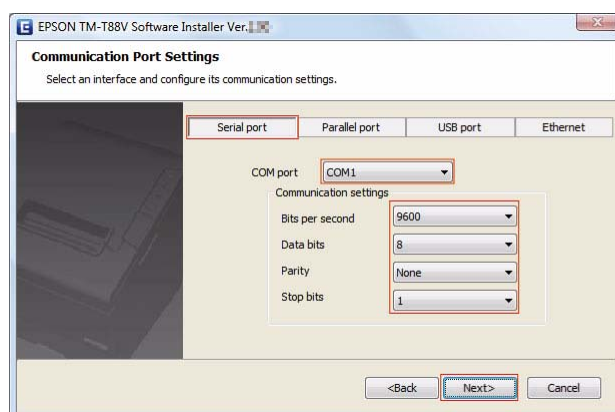 EPSON TM-T88V Software Installer Ver.
Communication Port Settings
Select an interface and configure its communication settings.
Serial port Parallel port USB port Ethernet
COM port COM1
Communication settings
Bits per second 9600
Data bits 8
Parity None
Stop bits 1
<Back Next> Cancel